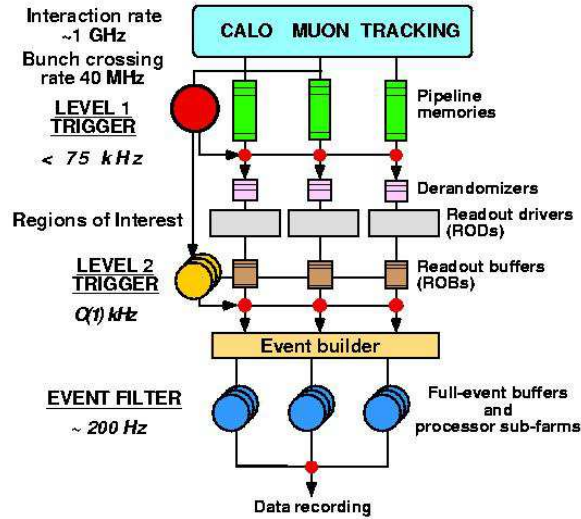 Interaction rate
~1 GHz
CALO MUON TRACKING
Bunch crossing
rate 40 MHz
LEVEL 1
TRIGGER
< 75 kHz
Pipeline
memories
Derandomizers
Regions of Interest
Readout drivers
(RODs)
LEVEL 2
TRIGGER
O(1) kHz
Readout buffers
(ROBs)
Event builder
EVENT FILTER
~ 200 Hz
Full-event buffers
and
processor sub-farms
Data recording